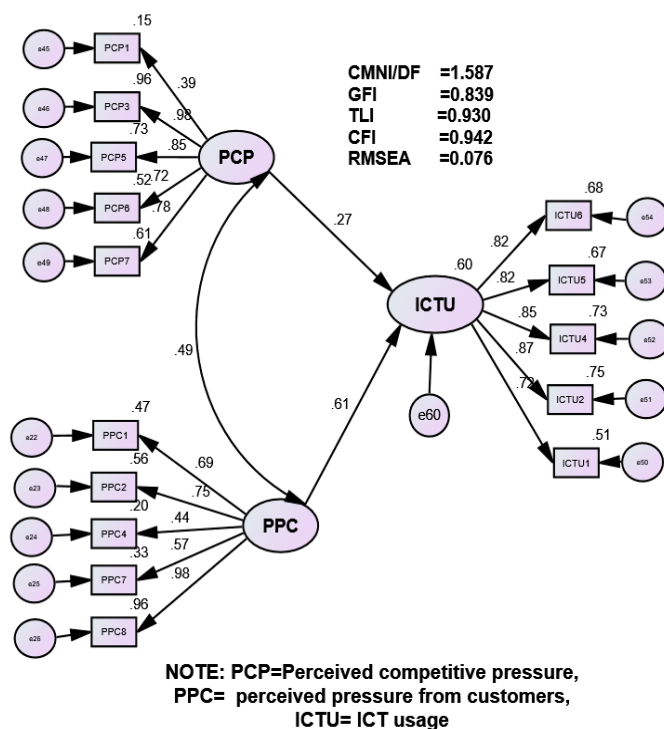 .15
e45 PCP1
.39
.96
e46 PCP3
.98
.73
e47 PCP5
.85
PCP
.52
.72
e48 PCP6
.78
.61
e49 PCP7
CMNI/DF =1.587
GFI =0.839
TLI =0.930
CFI =0.942
RMSEA =0.076
.27
.49
.61
.60
ICTU
e60
.68
.82
ICTU6 e54
.67
.82
ICTU5 e53
.73
.85
ICTU4 e52
.75
.87
ICTU2 e51
.51
.72
ICTU1 e50
.47
e22 PPC1
.69
.56
e23 PPC2
.75
.20
e24 PPC4
.44
PPC
.33
.57
e25 PPC7
.98
.96
e26 PPC8
NOTE: PCP=Perceived competitive pressure,
PPC= perceived pressure from customers,
ICTU= ICT usage